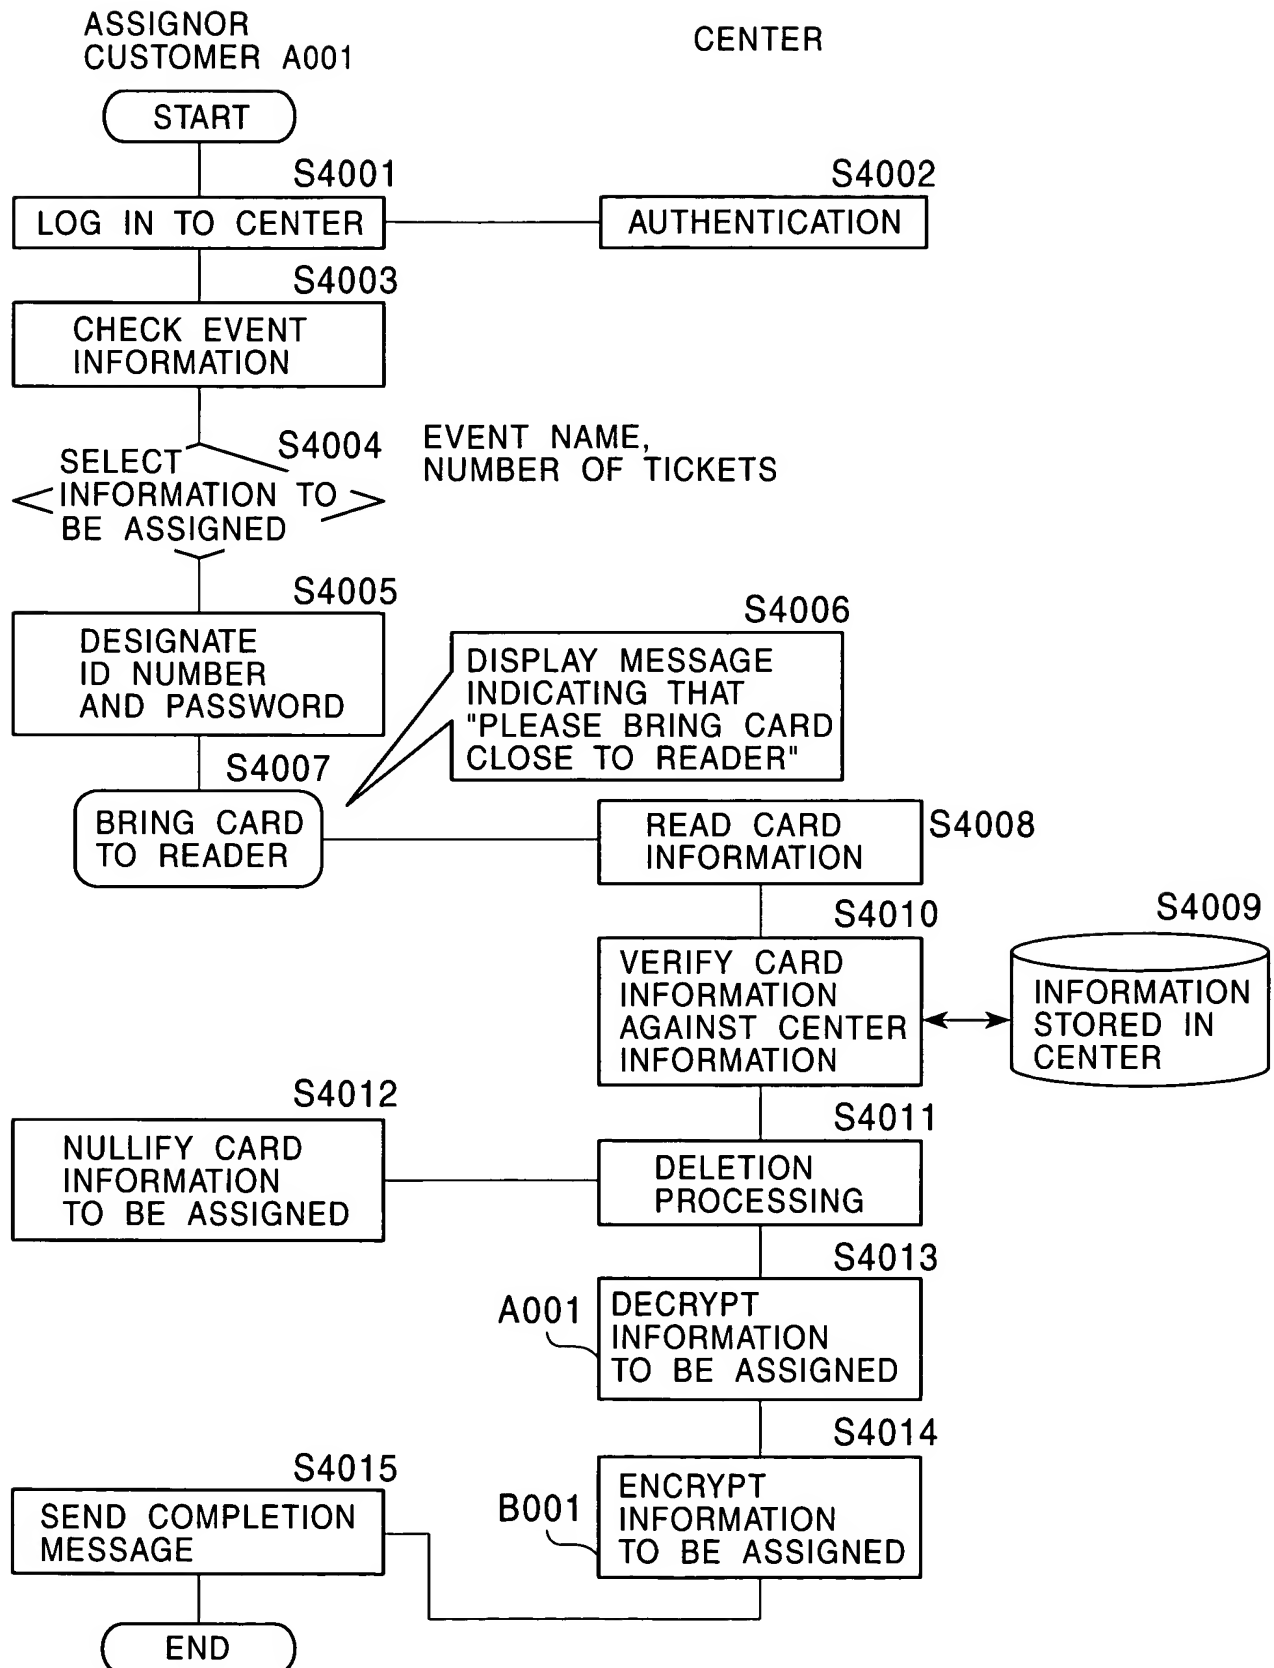 ASSIGNOR
CUSTOMER A001
CENTER
START
S4001
S4002
LOG IN TO CENTER
AUTHENTICATION
S4003
CHECK EVENT
INFORMATION
S4004
SELECT
INFORMATION TO
BE ASSIGNED
EVENT NAME,
NUMBER OF TICKETS
S4005
DESIGNATE
ID NUMBER
AND PASSWORD
S4006
DISPLAY MESSAGE
INDICATING THAT
"PLEASE BRING CARD
CLOSE TO READER"
S4007
BRING CARD
TO READER
READ CARD
INFORMATION
S4008
S4010
S4009
VERIFY CARD
INFORMATION
AGAINST CENTER
INFORMATION
INFORMATION
STORED IN
CENTER
S4012
S4011
NULLIFY CARD
INFORMATION
TO BE ASSIGNED
DELETION
PROCESSING
S4013
A001
DECRYPT
INFORMATION
TO BE ASSIGNED
S4014
S4015
B001
ENCRYPT
INFORMATION
TO BE ASSIGNED
SEND COMPLETION
MESSAGE
END